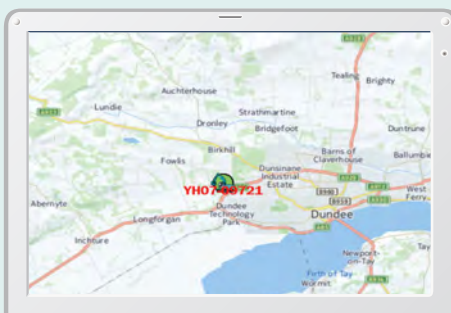 Tealing
Brighty
Auchterhouse
Lundie
Strathmartine
Dronley
Bridgefoot
Duntrune
Birkhill
Barns of
Claverhouse
Ballumbie
Fowlis
Dunsinane
Industrial
Estate
West
Ferry
Abernyte
Longforgan
Dundee
Technology
Park
Dundee
Inchture
Newport-
on-Tay
Tay
Firth of Tay
Wormit